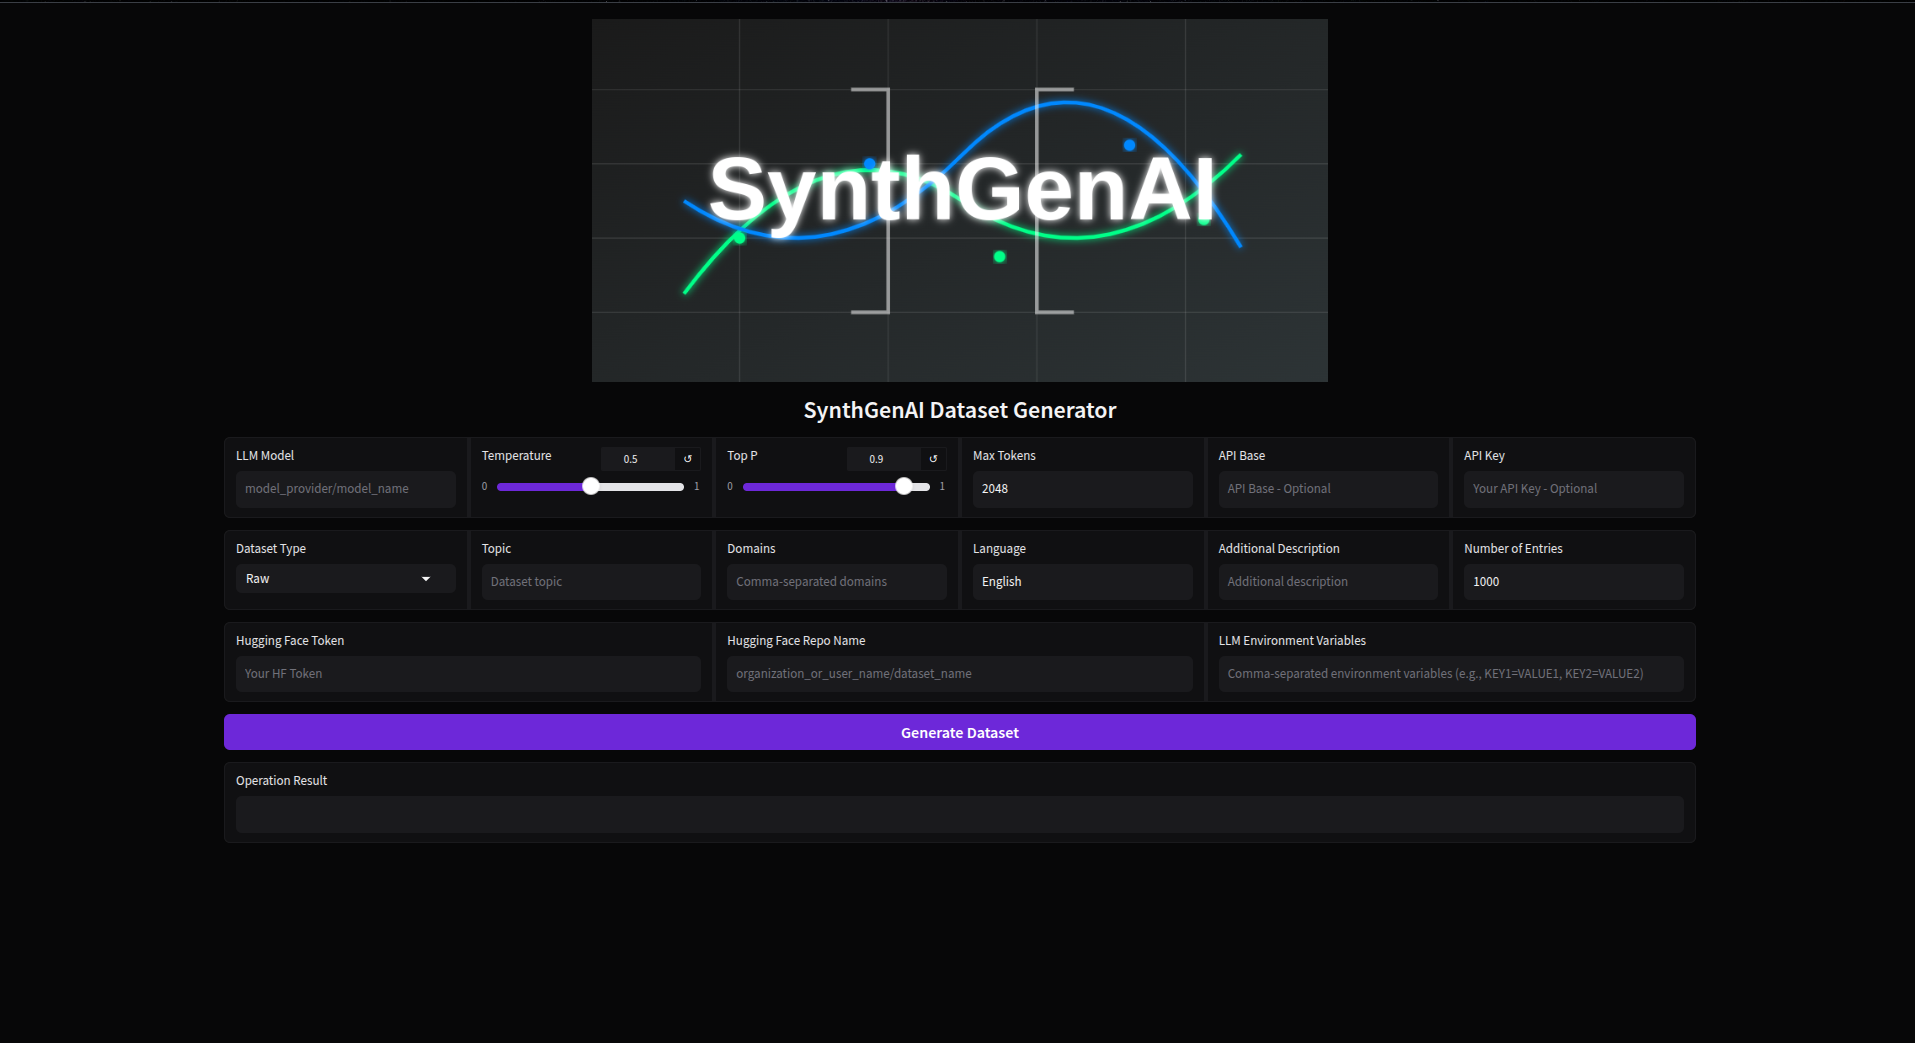 SynthGenAI
SynthGenAI Dataset Generator
LLM Model
model_provider/model_name
Temperature
0.5
↺
0
1
Top P
0.9
↺
0
1
Max Tokens
2048
API Base
API Base - Optional
API Key
Your API Key - Optional
Dataset Type
Raw
Topic
Dataset topic
Domains
Comma-separated domains
Language
English
Additional Description
Additional description
Number of Entries
1000
Hugging Face Token
Your HF Token
Hugging Face Repo Name
organization_or_user_name/dataset_name
LLM Environment Variables
Comma-separated environment variables (e.g., KEY1=VALUE1, KEY2=VALUE2)
Generate Dataset
Operation Result